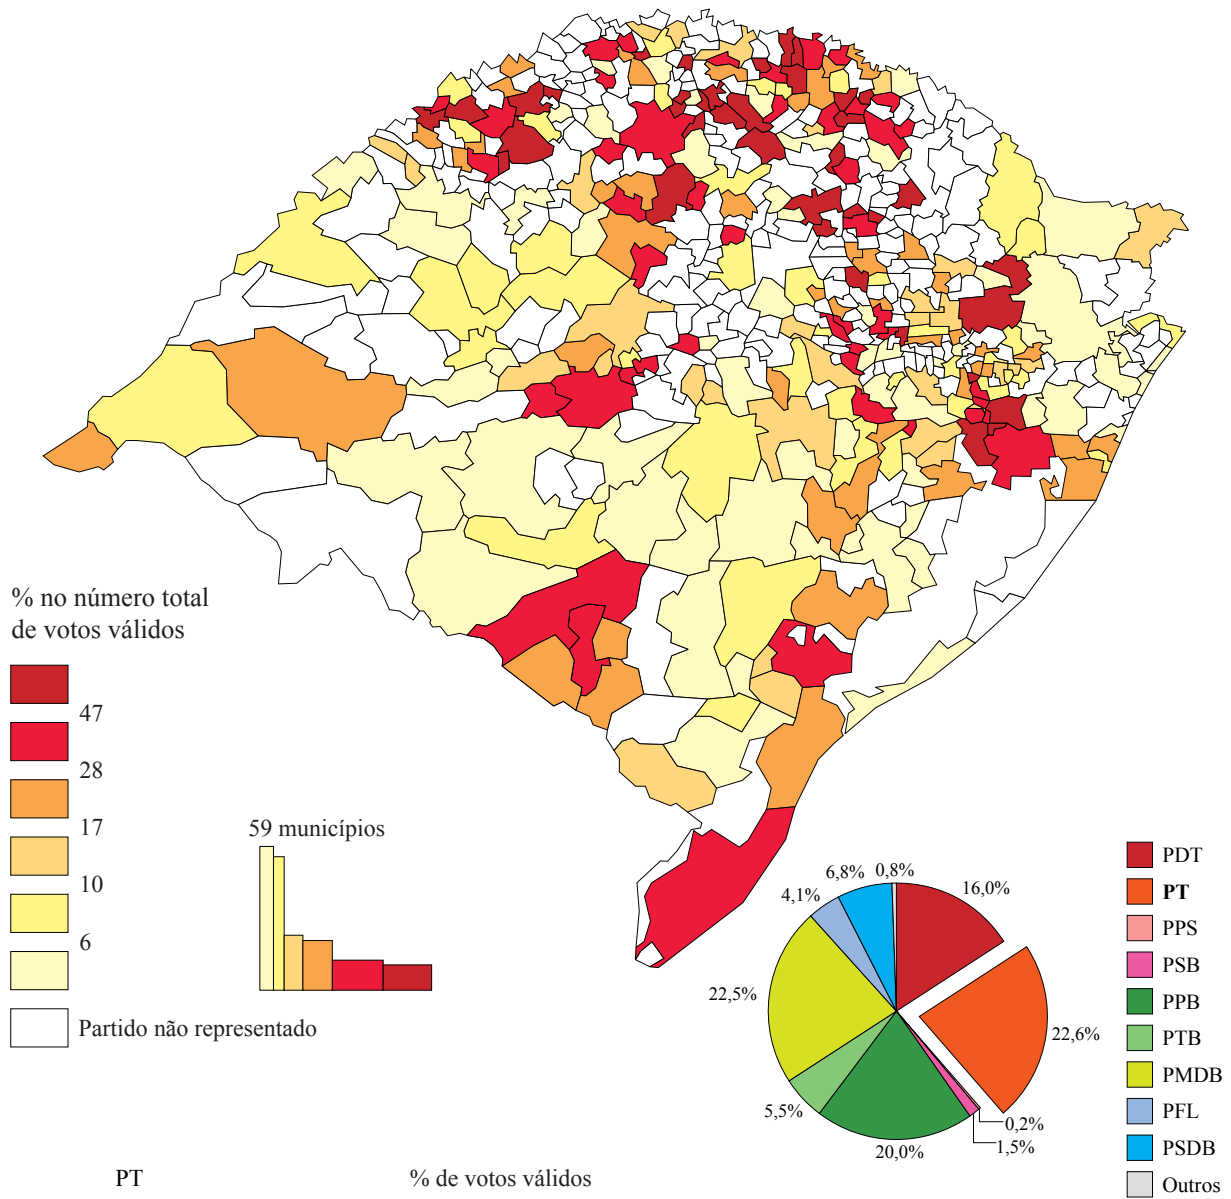 % no número total
de votos válidos
47
28
17
10
6
Partido não representado
59 municípios
6,8%
0,8%
4,1%
16,0%
22,5%
22,6%
5,5%
0,2%
1,5%
20,0%
PDT
PT
PPS
PSB
PPB
PTB
PMDB
PFL
PSDB
Outros
PT
% de votos válidos